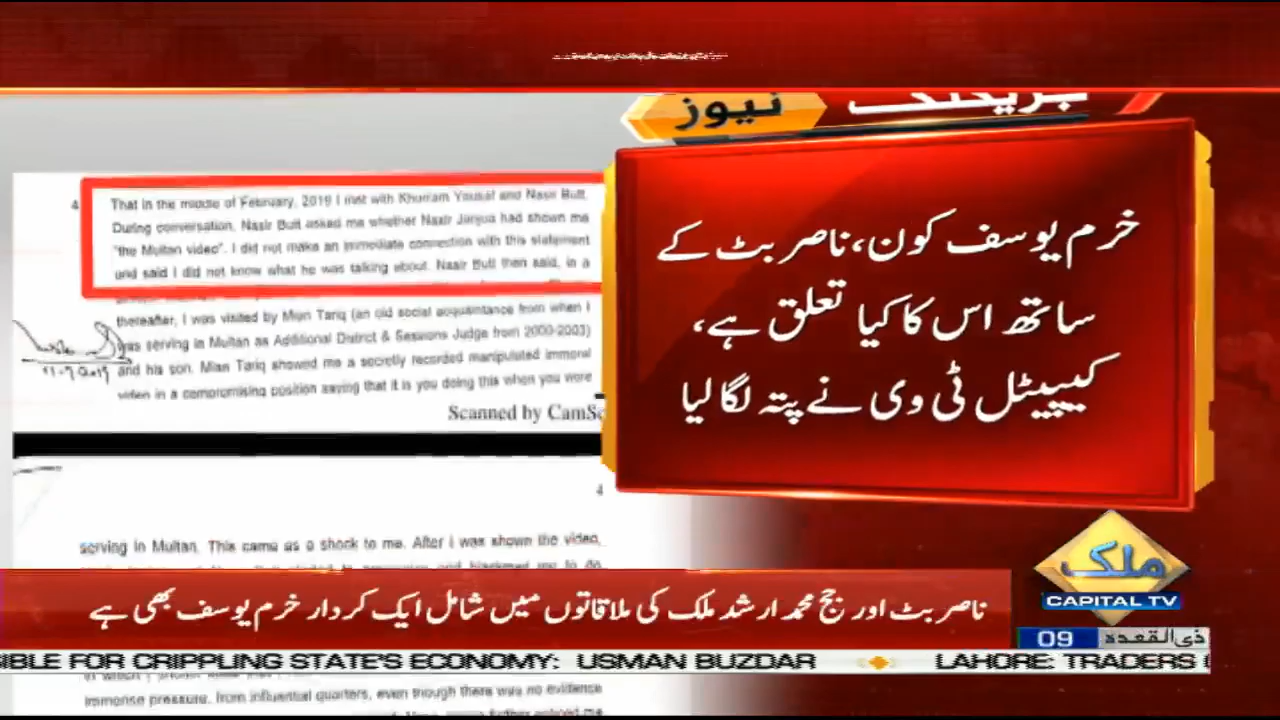 بریکنگ نیوز
خرم یوسف کون، ناصر بٹ کے
ساتھ اس کا کیا تعلق ہے،
کیپیٹل ٹی وی نے پتہ لگا لیا
4
That in the middle of February, 2019 I met with Khurram Yousaf and Nasir Butt.
During conversation, Nasir Butt asked me whether Nasir Janjua had shown me
"the Multan video". I did not make an immediate connection with this statement
and said I did not know what he was talking about. Nasir Butt then said, in a
thereafter, I was visited by Mian Tariq (an old social acquaintance from when I
was serving in Multan as Additional District & Sessions Judge from 2000-2003)
and his son. Mian Tariq showed me a secretly recorded manipulated immoral
video in a compromising position saying that it is you doing this when you were
Scanned by CamSc
4
serving in Multan. This came as a shock to me. After I was shown the video,
ناصر بٹ اور جج محمد ارشد ملک کی ملاقاتوں میں شامل ایک کردار خرم یوسف بھی ہے
ملک
CAPITAL TV
09 ذی القعدہ
IBLE FOR CRIPPLING STATE'S ECONOMY: USMAN BUZDAR LAHORE: TRADERS
immense pressure, from influential quarters, even though there was no evidence